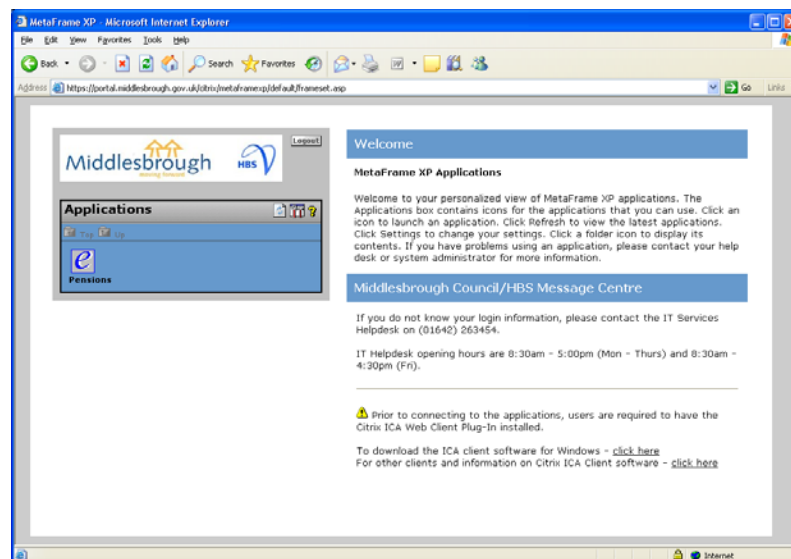 MetaFrame XP - Microsoft Internet Explorer
File Edit View Favorites Tools Help
Back Search Favorites
Address https://portal.middlesbrough.gov.uk/citrix/metaframexp/default/frameset.asp Go Links
Logout
Middlesbrough
moving forward
HBS
Applications
Top Up
Pensions
Welcome
MetaFrame XP Applications
Welcome to your personalized view of MetaFrame XP applications. The
Applications box contains icons for the applications that you can use. Click an
icon to launch an application. Click Refresh to view the latest applications.
Click Settings to change your settings. Click a folder icon to display its
contents. If you have problems using an application, please contact your help
desk or system administrator for more information.
Middlesbrough Council/HBS Message Centre
If you do not know your login information, please contact the IT Services
Helpdesk on (01642) 263454.
IT Helpdesk opening hours are 8:30am - 5:00pm (Mon - Thurs) and 8:30am -
4:30pm (Fri).
Prior to connecting to the applications, users are required to have the
Citrix ICA Web Client Plug-In installed.
To download the ICA client software for Windows - click here
For other clients and information on Citrix ICA Client software - click here
Internet